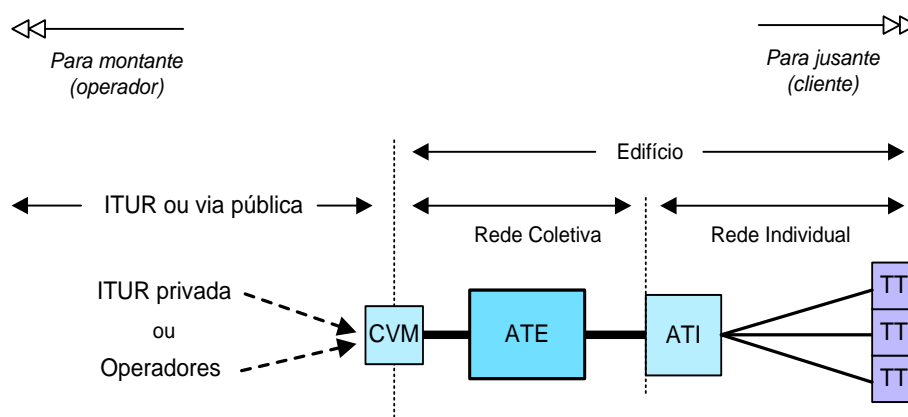 Para montante
(operador)
Para jusante
(cliente)
Edifício
ITUR ou via pública
Rede Coletiva
Rede Individual
ITUR privada
ou
Operadores
CVM
ATE
ATI
TT
TT
TT